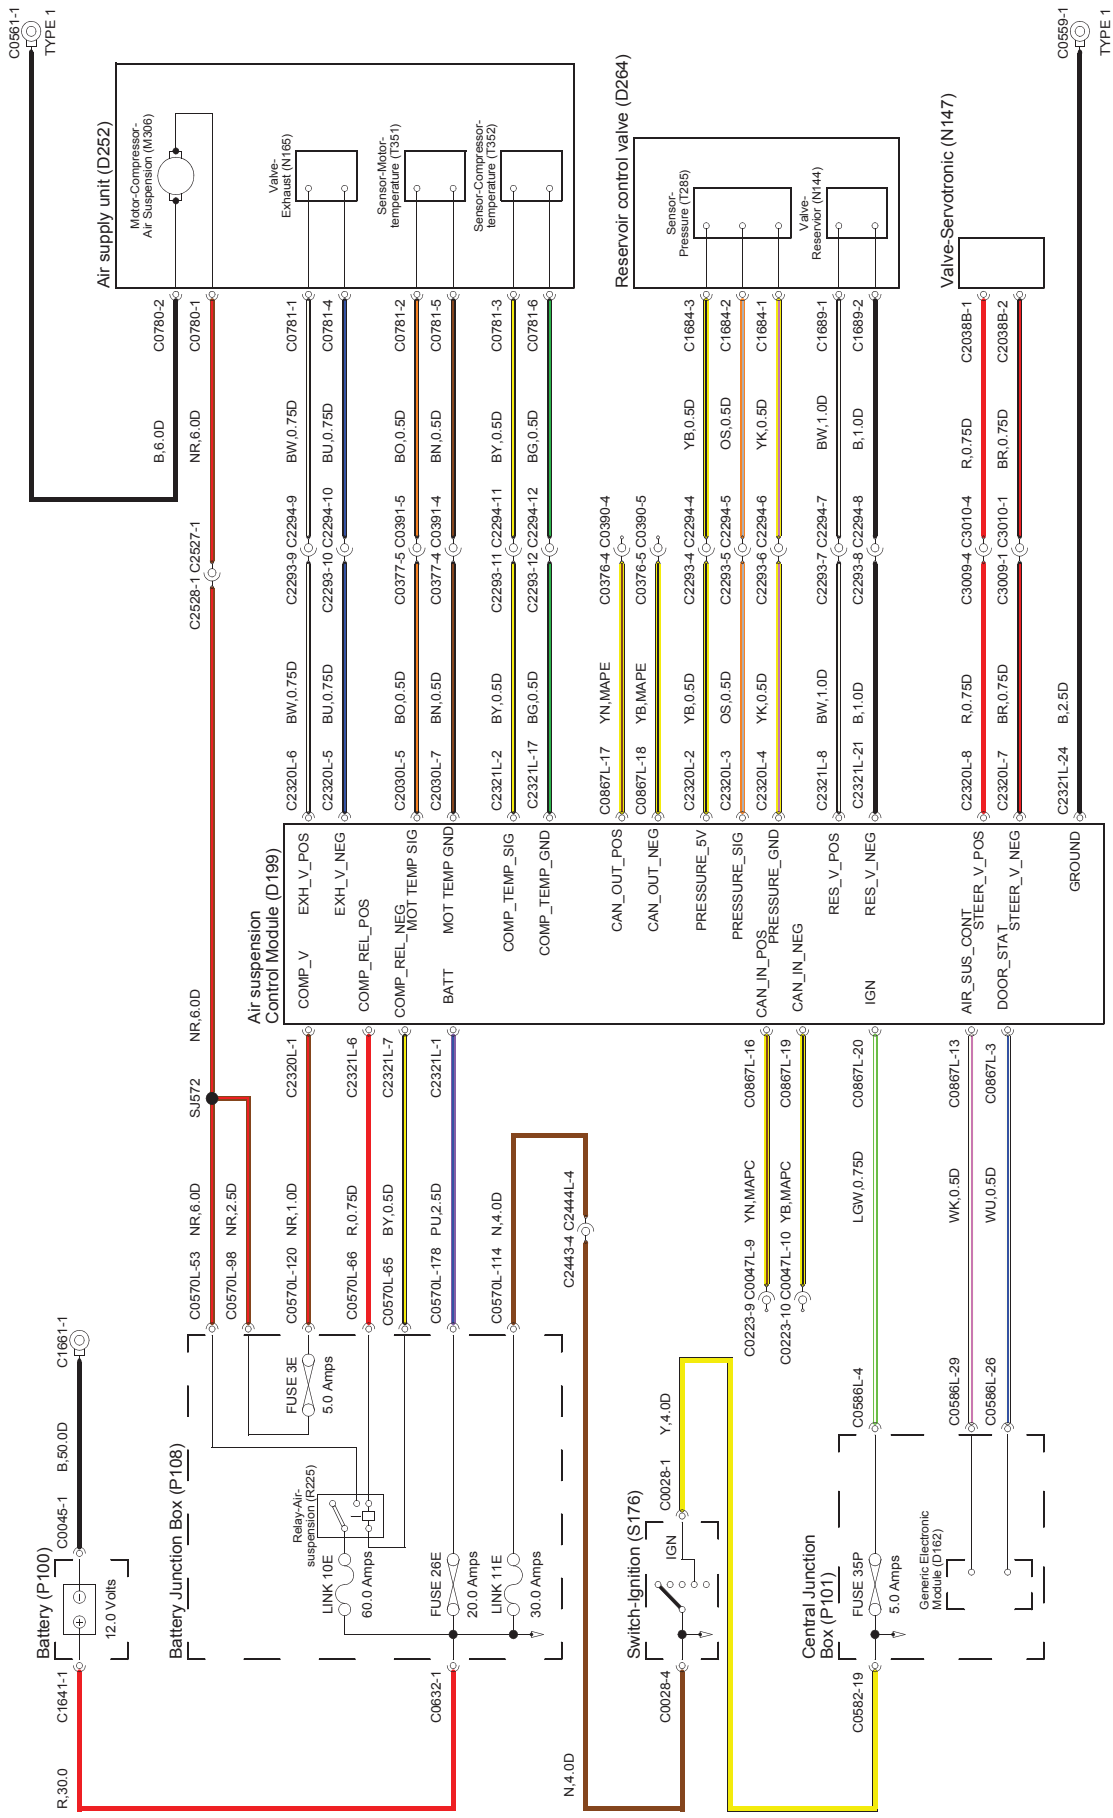 C0561-1
TYPE 1
Air supply unit (D252)
Motor-Compressor-
Air Suspension (M306)
Valve-
Exhaust (N165)
Sensor-Motor-
temperature (T351)
Sensor-Compressor-
temperature (T352)
Reservoir control valve (D264)
Sensor-
Pressure (T285)
Valve-
Reservior (N144)
Valve-Servotronic (N147)
C0559-1
TYPE 1
C0780-2
C0780-1
C0781-1
C0781-4
C0781-2
C0781-5
C0781-3
C0781-6
C1684-3
C1684-2
C1684-1
C1689-1
C1689-2
C2038B-1
C2038B-2
B,6.0D
NR,6.0D
BW,0.75D
BU,0.75D
BO,0.5D
BN,0.5D
BY,0.5D
BG,0.5D
YB,0.5D
OS,0.5D
YK,0.5D
BW,1.0D
B,1.0D
R,0.75D
BR,0.75D
C2528-1 C2527-1
C2293-9 C2294-9
C2293-10 C2294-10
C0377-5 C0391-5
C0377-4 C0391-4
C2293-11 C2294-11
C2293-12 C2294-12
C0376-4 C0390-4
C0376-5 C0390-5
C2293-4 C2294-4
C2293-5 C2294-5
C2293-6 C2294-6
C2293-7 C2294-7
C2293-8 C2294-8
C3009-4 C3010-4
C3009-1 C3010-1
BW,0.75D
BU,0.75D
BO,0.5D
BN,0.5D
BY,0.5D
BG,0.5D
YN,MAPE
YB,MAPE
YB,0.5D
OS,0.5D
YK,0.5D
BW,1.0D
B,1.0D
R,0.75D
BR,0.75D
B,2.5D
C2320L-6
C2320L-5
C2030L-5
C2030L-7
C2321L-2
C2321L-17
C0867L-17
C0867L-18
C2320L-2
C2320L-3
C2320L-4
C2321L-8
C2321L-21
C2320L-8
C2320L-7
C2321L-24
Air suspension
Control Module (D199)
EXH_V_POS
EXH_V_NEG
MOT TEMP SIG
MOT TEMP GND
COMP_TEMP_SIG
COMP_TEMP_GND
CAN_OUT_POS
CAN_OUT_NEG
PRESSURE_5V
PRESSURE_SIG
PRESSURE_GND
RES_V_POS
RES_V_NEG
STEER_V_POS
STEER_V_NEG
GROUND
COMP_V
COMP_REL_POS
COMP_REL_NEG
BATT
CAN_IN_POS
CAN_IN_NEG
IGN
AIR_SUS_CONT
DOOR_STAT
SJ572
NR,6.0D
C2320L-1
C2321L-6
C2321L-7
C2321L-1
C0867L-16
C0867L-19
C0867L-20
C0867L-13
C0867L-3
NR,6.0D
NR,2.5D
NR,1.0D
R,0.75D
BY,0.5D
PU,2.5D
N,4.0D
C2443-4 C2444L-4
YN,MAPC
YB,MAPC
LGW,0.75D
WK,0.5D
WU,0.5D
C0570L-53
C0570L-98
C0570L-120
C0570L-66
C0570L-65
C0570L-178
C0570L-114
C0223-9 C0047L-9
C0223-10 C0047L-10
C1661-1
B,50.0D
C0045-1
Battery (P100)
12.0 Volts
C1641-1
R,30.0
Battery Junction Box (P108)
FUSE 3E
5.0 Amps
Relay-Air-
suspension (R225)
LINK 10E
60.0 Amps
FUSE 26E
20.0 Amps
LINK 11E
30.0 Amps
C0632-1
N,4.0D
Y,4.0D
C0028-1
Switch-Ignition (S176)
IGN
C0028-4
C0586L-4
C0586L-29
C0586L-26
Central Junction
Box (P101)
FUSE 35P
5.0 Amps
Generic Electronic
Module (D162)
C0582-19